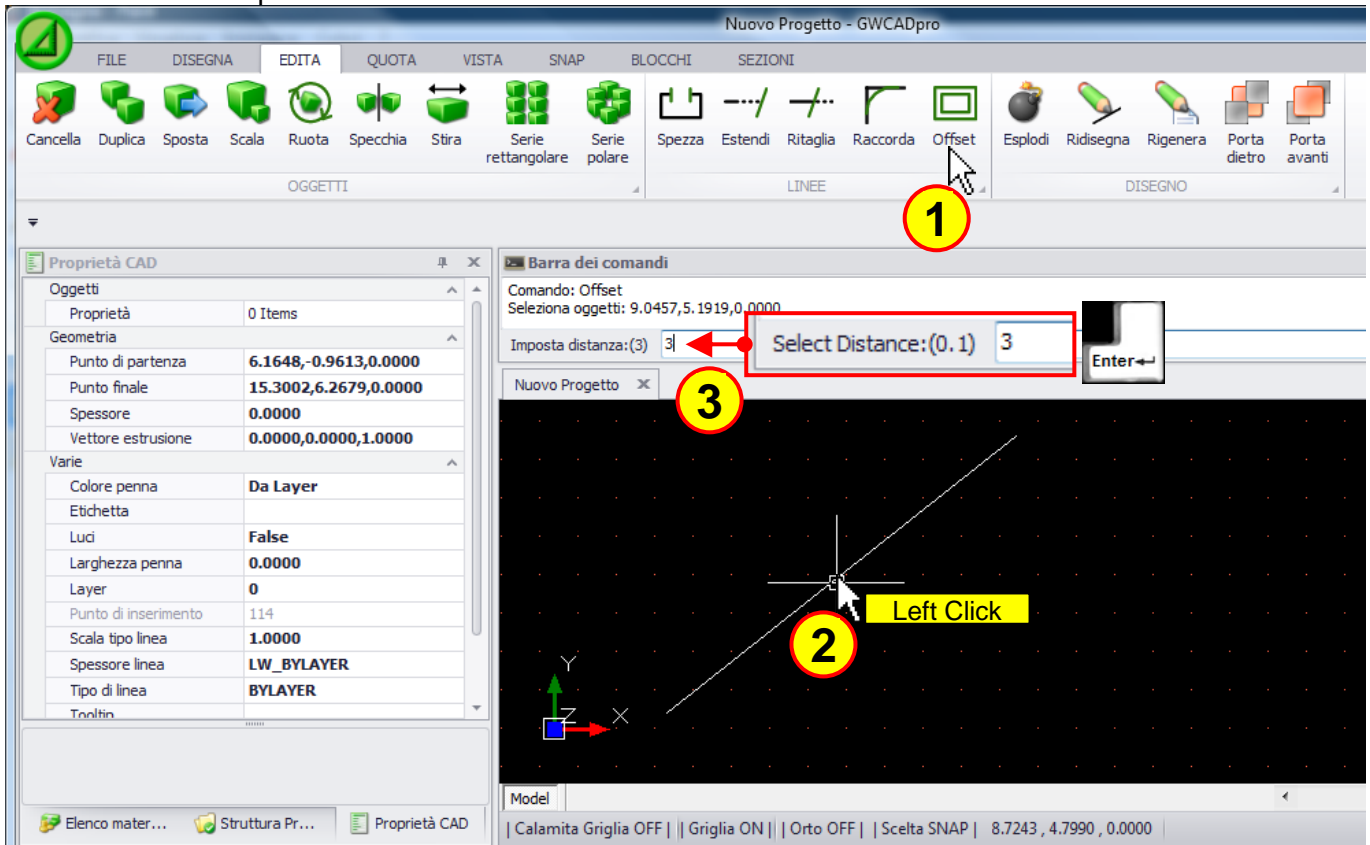 Nuovo Progetto - GWCADpro
FILE DISEGNA EDITA QUOTA VISTA SNAP BLOCCHI SEZIONI
Cancella Duplica Sposta Scala Ruota Specchia Stira Serie rettangolare Serie polare Spezza Estendi Ritaglia Raccorda Offset Esplodi Ridisegna Rigenera Porta dietro Porta avanti
OGGETTI LINEE DISEGNO
1
Proprietà CAD
Oggetti
Proprietà 0 Items
Geometria
Punto di partenza 6.1648,-0.9613,0.0000
Punto finale 15.3002,6.2679,0.0000
Spessore 0.0000
Vettore estrusione 0.0000,0.0000,1.0000
Varie
Colore penna Da Layer
Etichetta
Luci False
Larghezza penna 0.0000
Layer 0
Punto di inserimento 114
Scala tipo linea 1.0000
Spessore linea LW_BYLAYER
Tipo di linea BYLAYER
Tooltip
Elenco mater... Struttura Pr... Proprietà CAD
Barra dei comandi
Comando: Offset
Seleziona oggetti: 9.0457,5.1919,0.0000
Imposta distanza:(3) 3
Select Distance:(0.1) 3
Enter
Nuovo Progetto
3
Left Click
2
Y
Z X
Model
| Calamita Griglia OFF | | Griglia ON | | Orto OFF | | Scelta SNAP | 8.7243 , 4.7990 , 0.0000